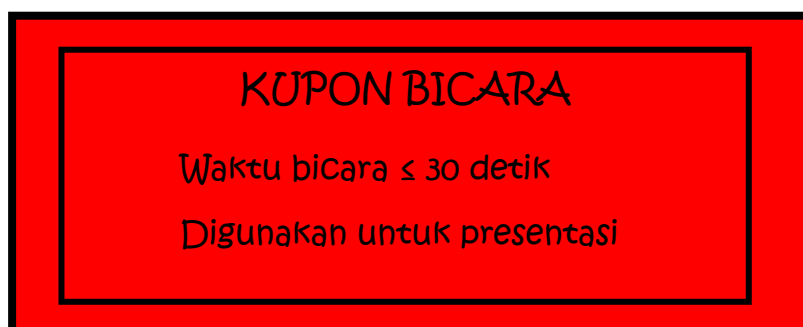 KUPON BICARA
Waktu bicara ≤ 30 detik
Digunakan untuk presentasi